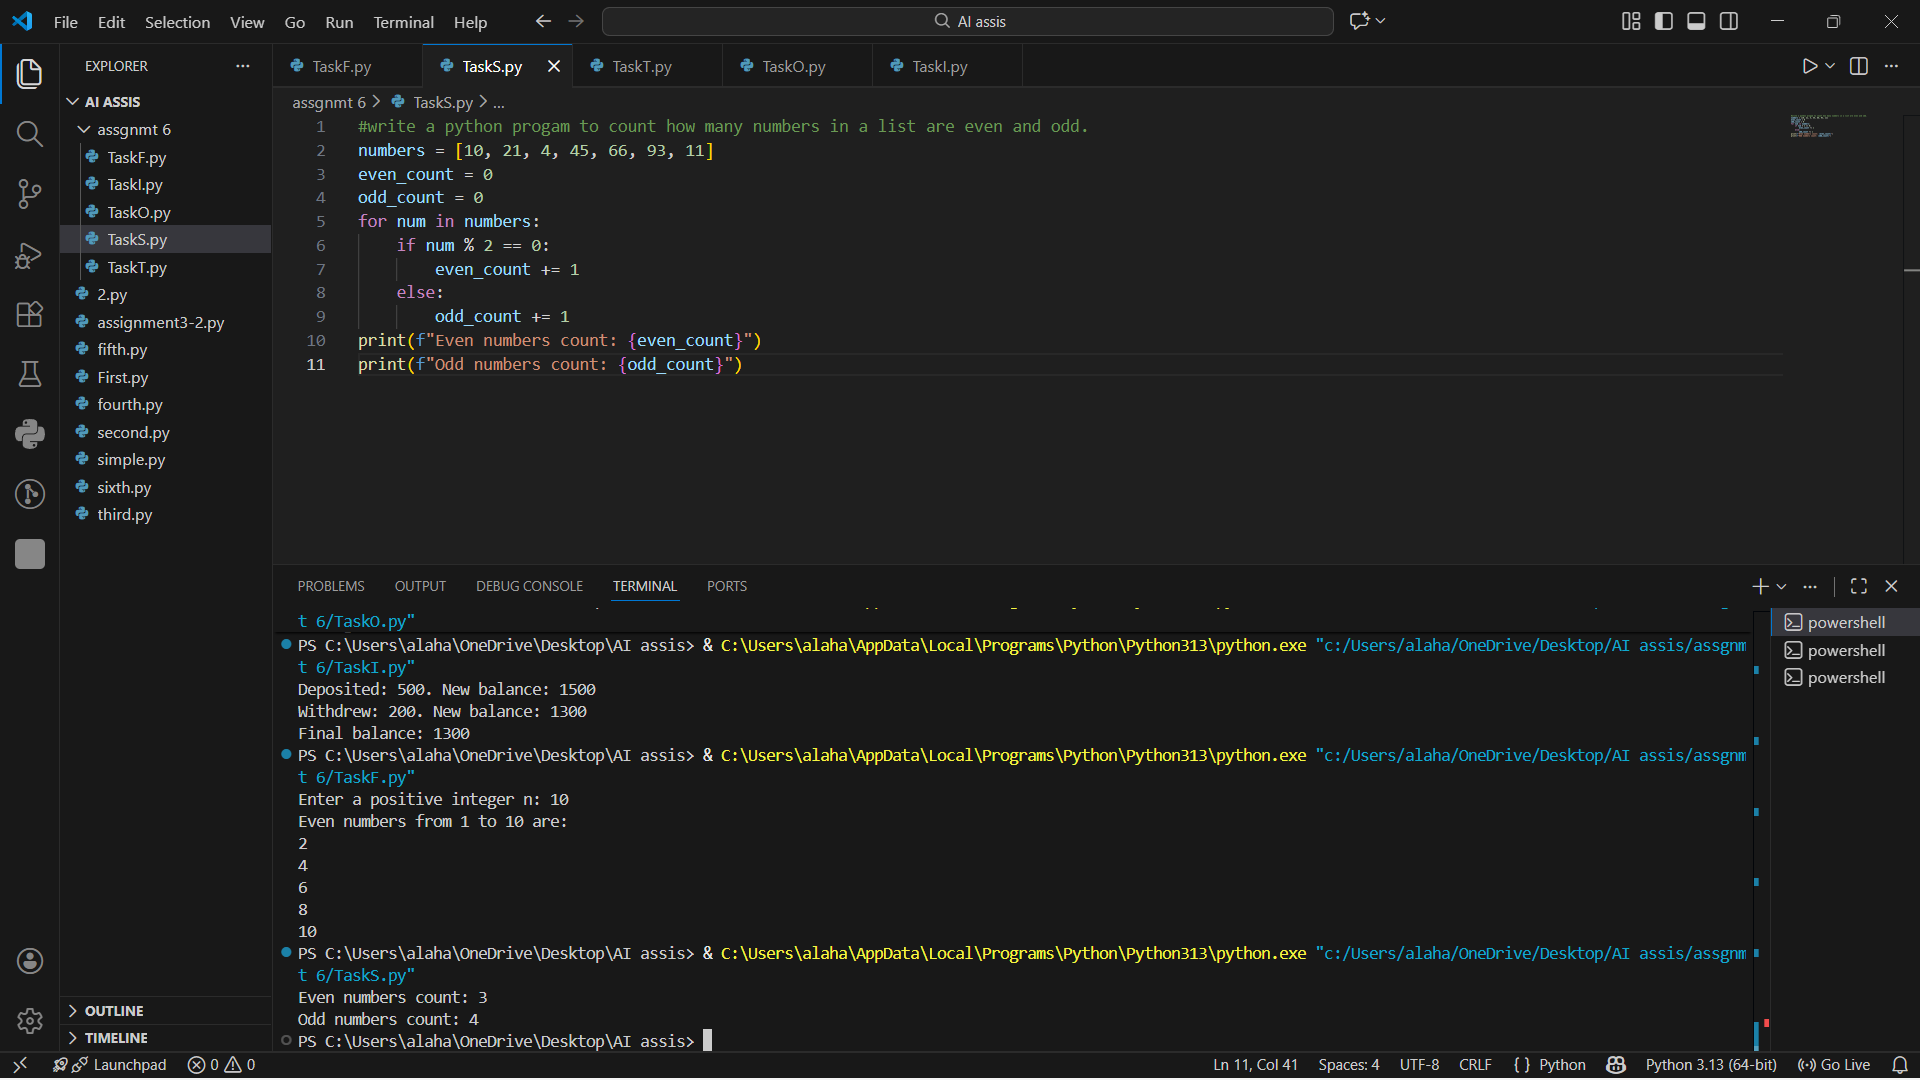 File Edit Selection View Go Run Terminal Help
AI assis
EXPLORER
AI ASSIS
assgnmt 6
TaskF.py
TaskI.py
TaskO.py
TaskS.py
TaskT.py
2.py
assignment3-2.py
fifth.py
First.py
fourth.py
second.py
simple.py
sixth.py
third.py
OUTLINE
TIMELINE
TaskF.py TaskS.py TaskT.py TaskO.py TaskI.py
assgnmt 6 > TaskS.py > ...
1 #write a python progam to count how many numbers in a list are even and odd.
2 numbers = [10, 21, 4, 45, 66, 93, 11]
3 even_count = 0
4 odd_count = 0
5 for num in numbers:
6 if num % 2 == 0:
7 even_count += 1
8 else:
9 odd_count += 1
10 print(f"Even numbers count: {even_count}")
11 print(f"Odd numbers count: {odd_count}")
PROBLEMS OUTPUT DEBUG CONSOLE TERMINAL PORTS
t 6/TaskO.py"
PS C:\Users\alaha\OneDrive\Desktop\AI assis> & C:\Users\alaha\AppData\Local\Programs\Python\Python313\python.exe "c:/Users/alaha/OneDrive/Desktop/AI assis/assgnm
t 6/TaskI.py"
Deposited: 500. New balance: 1500
Withdrew: 200. New balance: 1300
Final balance: 1300
PS C:\Users\alaha\OneDrive\Desktop\AI assis> & C:\Users\alaha\AppData\Local\Programs\Python\Python313\python.exe "c:/Users/alaha/OneDrive/Desktop/AI assis/assgnm
t 6/TaskF.py"
Enter a positive integer n: 10
Even numbers from 1 to 10 are:
2
4
6
8
10
PS C:\Users\alaha\OneDrive\Desktop\AI assis> & C:\Users\alaha\AppData\Local\Programs\Python\Python313\python.exe "c:/Users/alaha/OneDrive/Desktop/AI assis/assgnm
t 6/TaskS.py"
Even numbers count: 3
Odd numbers count: 4
PS C:\Users\alaha\OneDrive\Desktop\AI assis>
powershell
powershell
powershell
Launchpad 0 0 Ln 11, Col 41 Spaces: 4 UTF-8 CRLF { } Python Python 3.13 (64-bit) Go Live